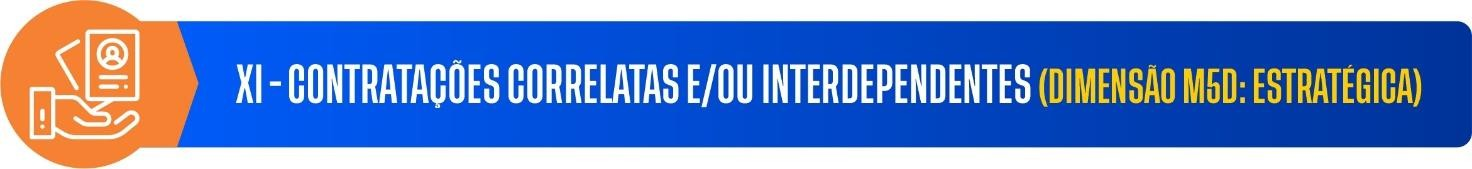 XI - CONTRATAÇÕES CORRELATAS E/OU INTERDEPENDENTES (DIMENSÃO M5D: ESTRATÉGICA)